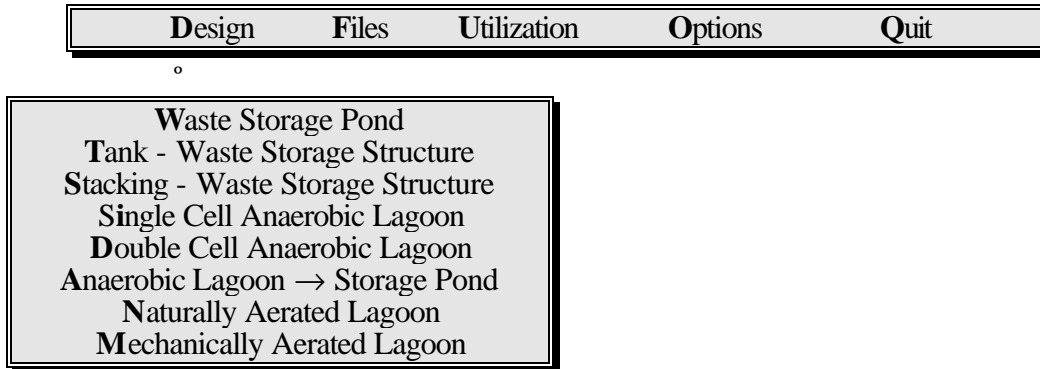 Design Files Utilization Options Quit
o
Waste Storage Pond
Tank - Waste Storage Structure
Stacking - Waste Storage Structure
Single Cell Anaerobic Lagoon
Double Cell Anaerobic Lagoon
Anaerobic Lagoon → Storage Pond
Naturally Aerated Lagoon
Mechanically Aerated Lagoon